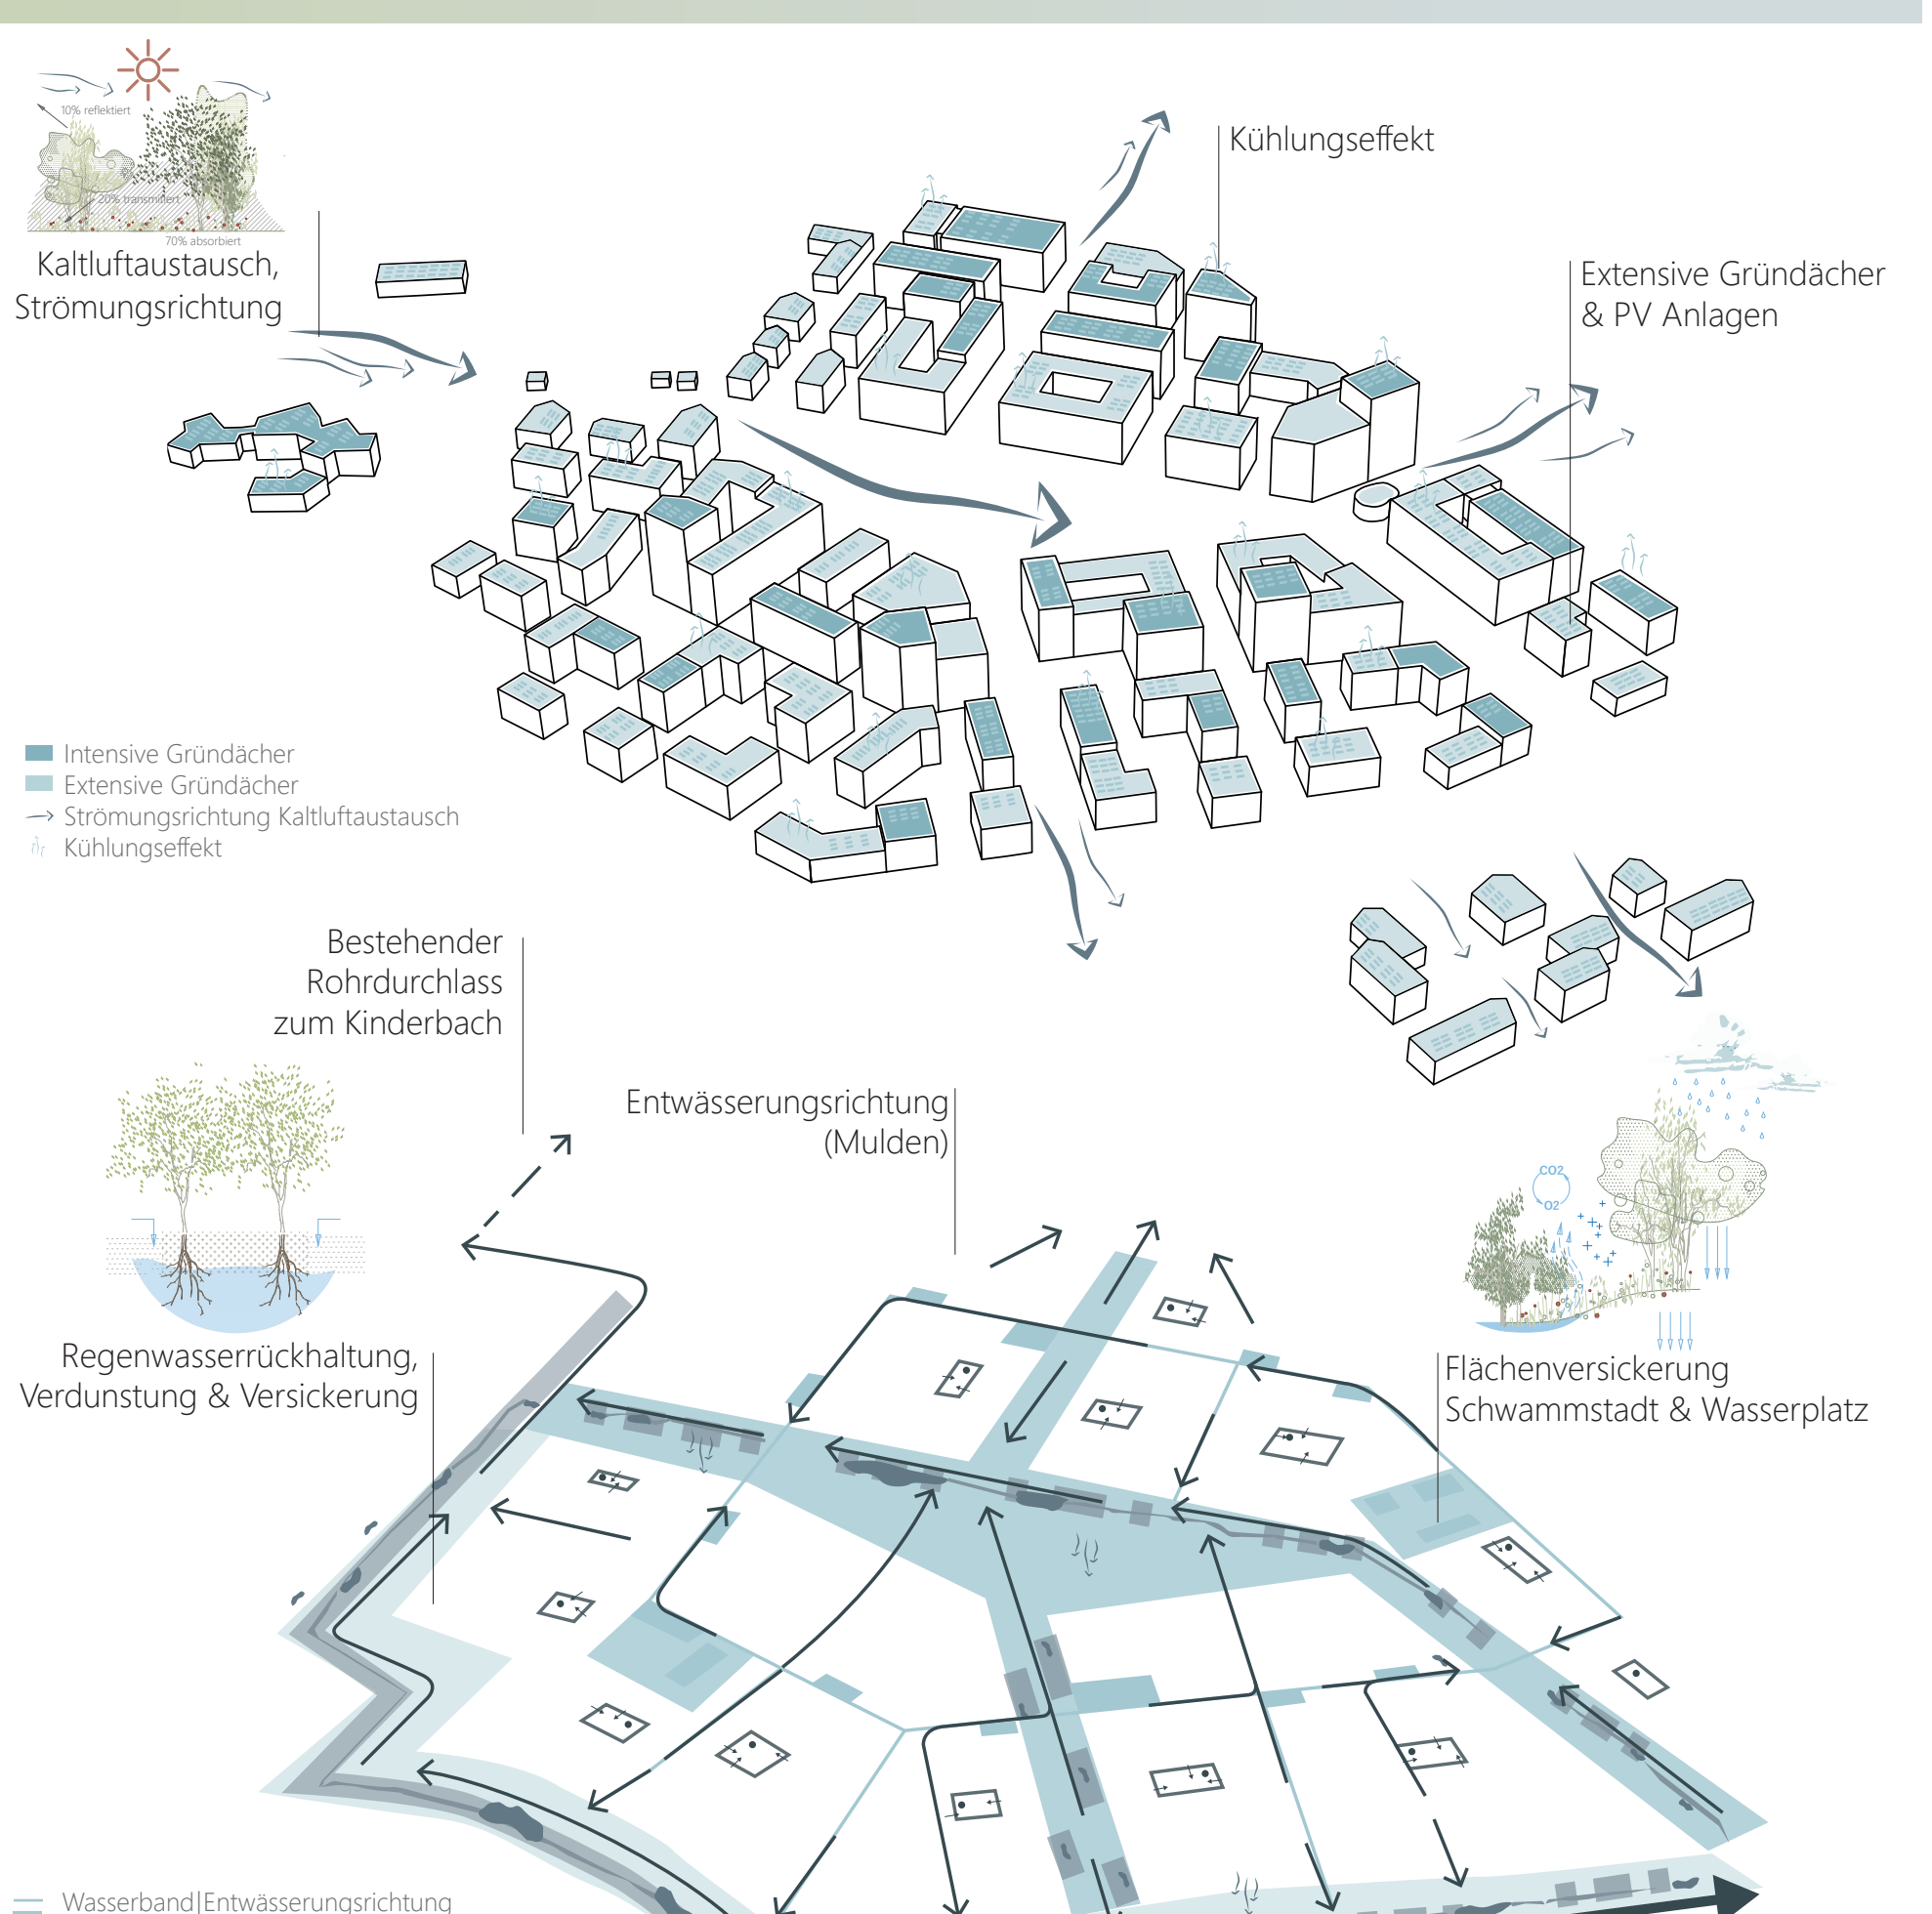 10% reflektiert
20% transmitiert
70% absorbiert
Kaltluftaustausch,
Strömungsrichtung
Kühlungseffekt
Extensive Gründächer
& PV Anlagen
Intensive Gründächer
Extensive Gründächer
Strömungsrichtung Kaltluftaustausch
Kühlungseffekt
Bestehender
Rohrdurchlass
zum Kinderbach
Entwässerungsrichtung
(Mulden)
CO2
O2
Regenwasserrückhaltung,
Verdunstung & Versickerung
Flächenversickerung
Schwammstadt & Wasserplatz
Wasserband|Entwässerungsrichtung